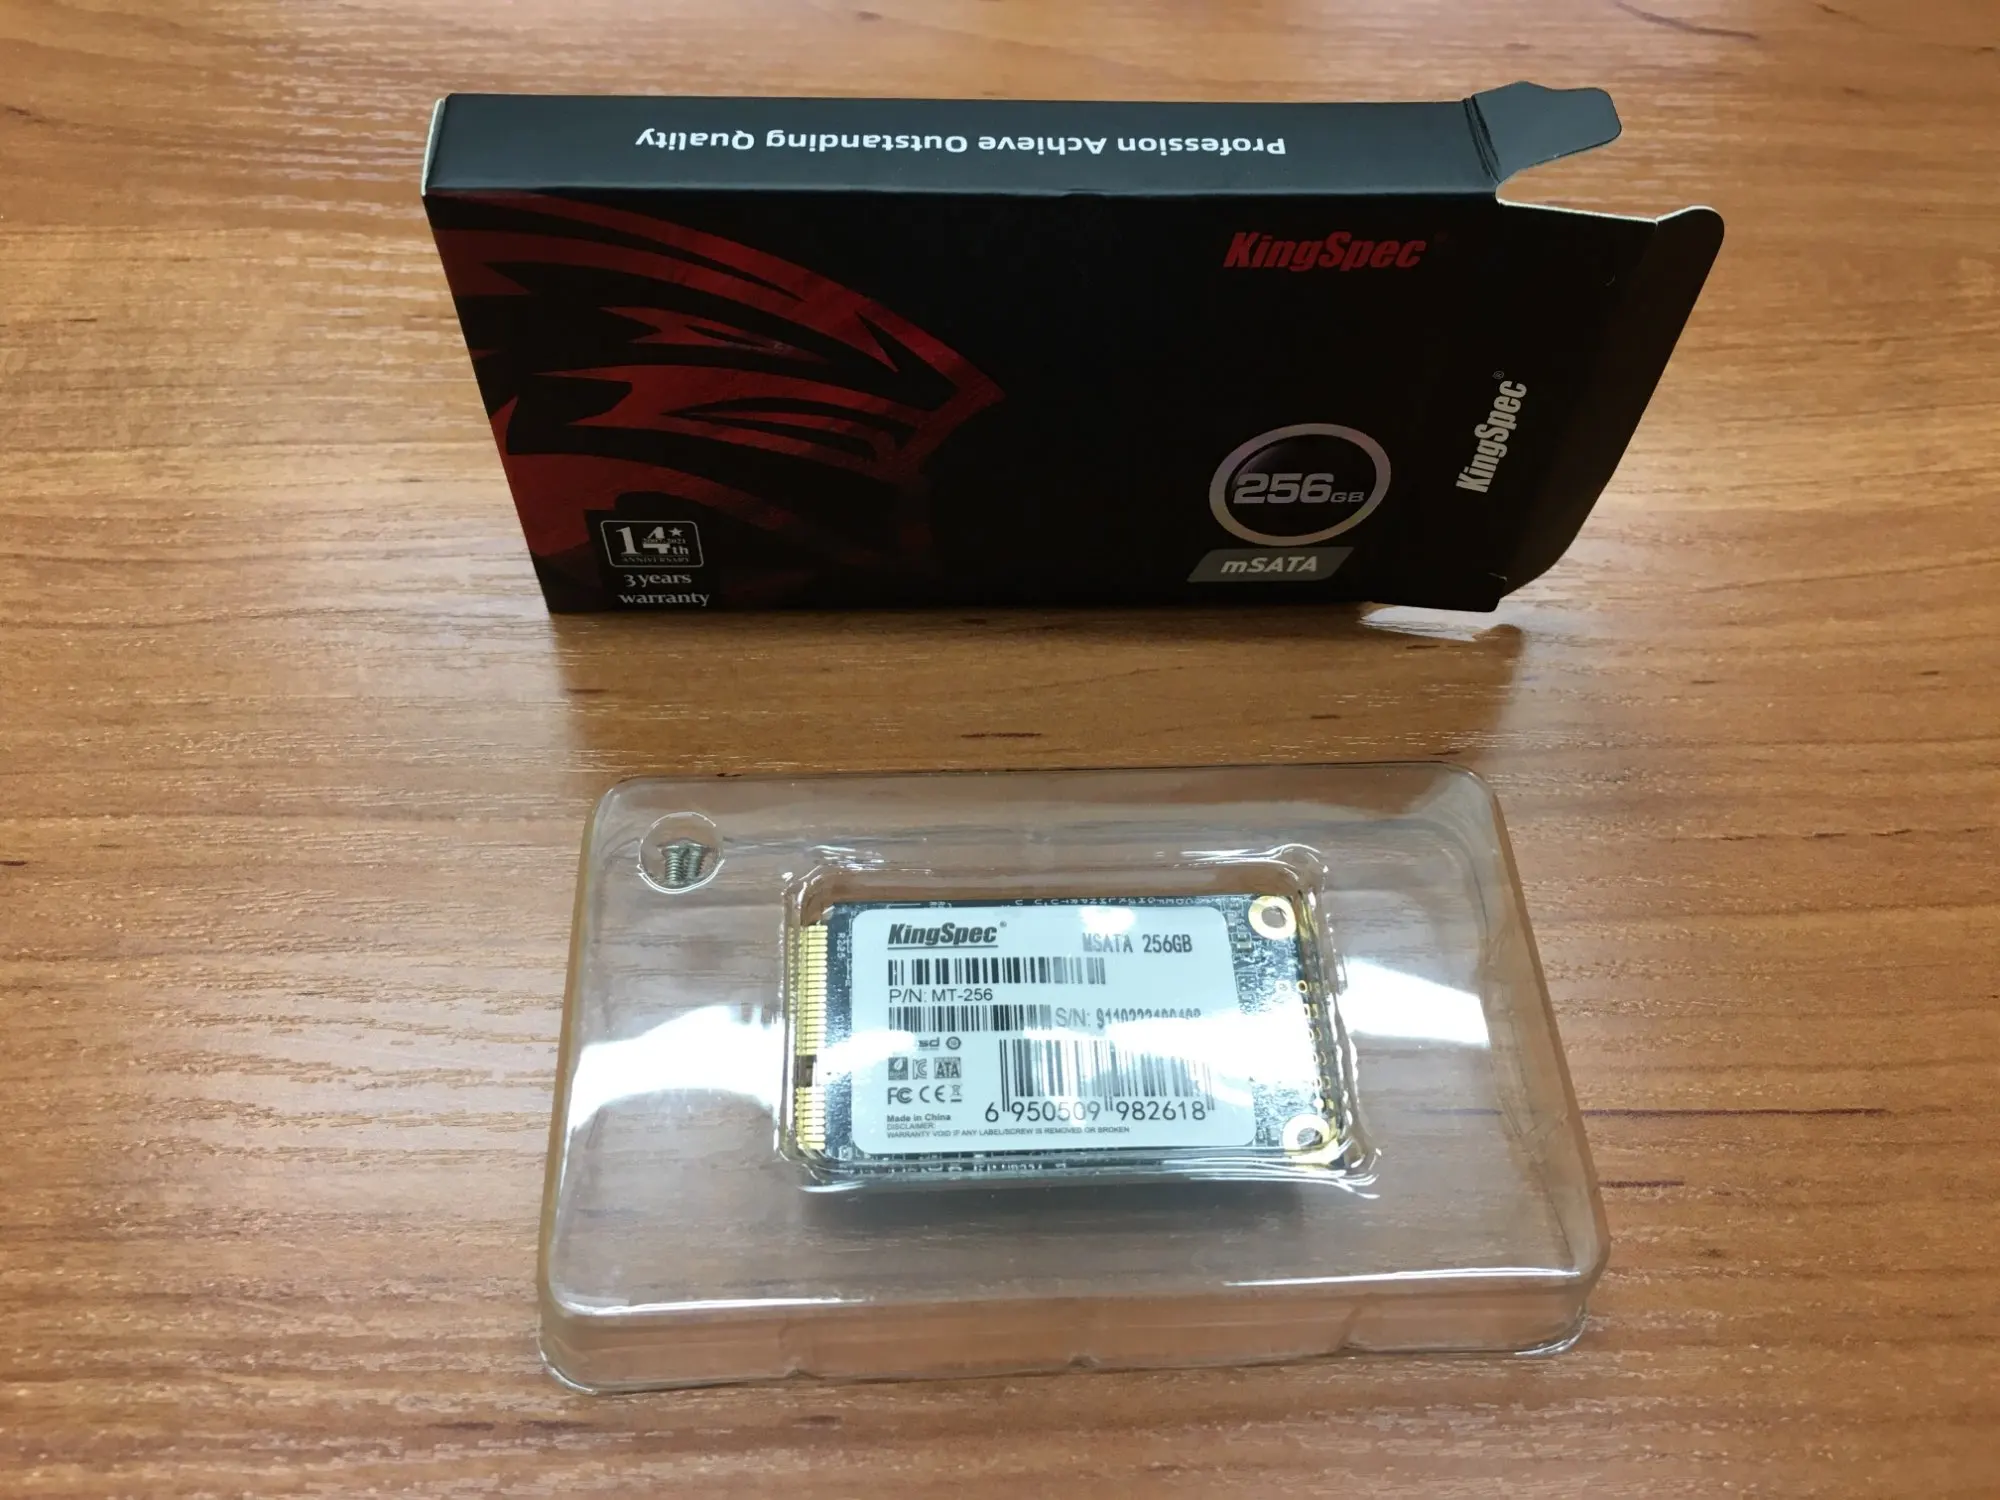 Profession Achieve Outstanding Quality
KingSpec
KingSpec®
256GB
mSATA
14th
ANNIVERSARY
3 years
warranty
KingSpec®
MSATA 256GB
P/N: MT-256
S/N:
ATA
FC CE
6 950509 982618
Made in China
DISCLAIMER:
WARRANTY VOID IF ANY LABEL/SCREW IS REMOVED OR BROKEN